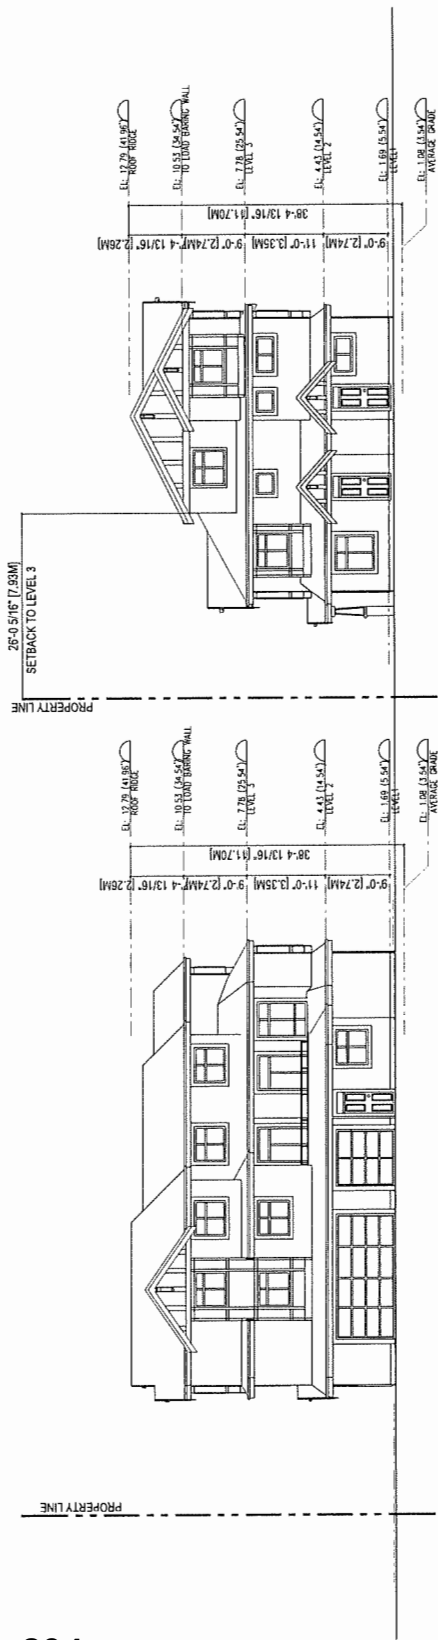 26'-0 5/16" [7.93M]
SETBACK TO LEVEL 3
PROPERTY LINE
EL: 12.79 (41.96')
ROOF RIDGE
EL: 10.53 (34.54')
TO LOAD BARING WALL
EL: 7.78 (25.54')
LEVEL 3
EL: 4.43 (14.54')
LEVEL 2
EL: 1.69 (5.54')
LEVEL1
EL: 1.08 (3.54')
AVERAGE GRADE
38'-4 13/16" [11.70M]
9'-0" [2.74M]
11'-0" [3.35M]
9'-0" [2.74M]
-4 13/16" [2.26M]
PROPERTY LINE
EL: 12.79 (41.96')
ROOF RIDGE
EL: 10.53 (34.54')
TO LOAD BARING WALL
EL: 7.78 (25.54')
LEVEL 3
EL: 4.43 (14.54')
LEVEL 2
EL: 1.69 (5.54')
LEVEL1
EL: 1.08 (3.54')
AVERAGE GRADE
38'-4 13/16" [11.70M]
9'-0" [2.74M]
11'-0" [3.35M]
9'-0" [2.74M]
-4 13/16" [2.26M]